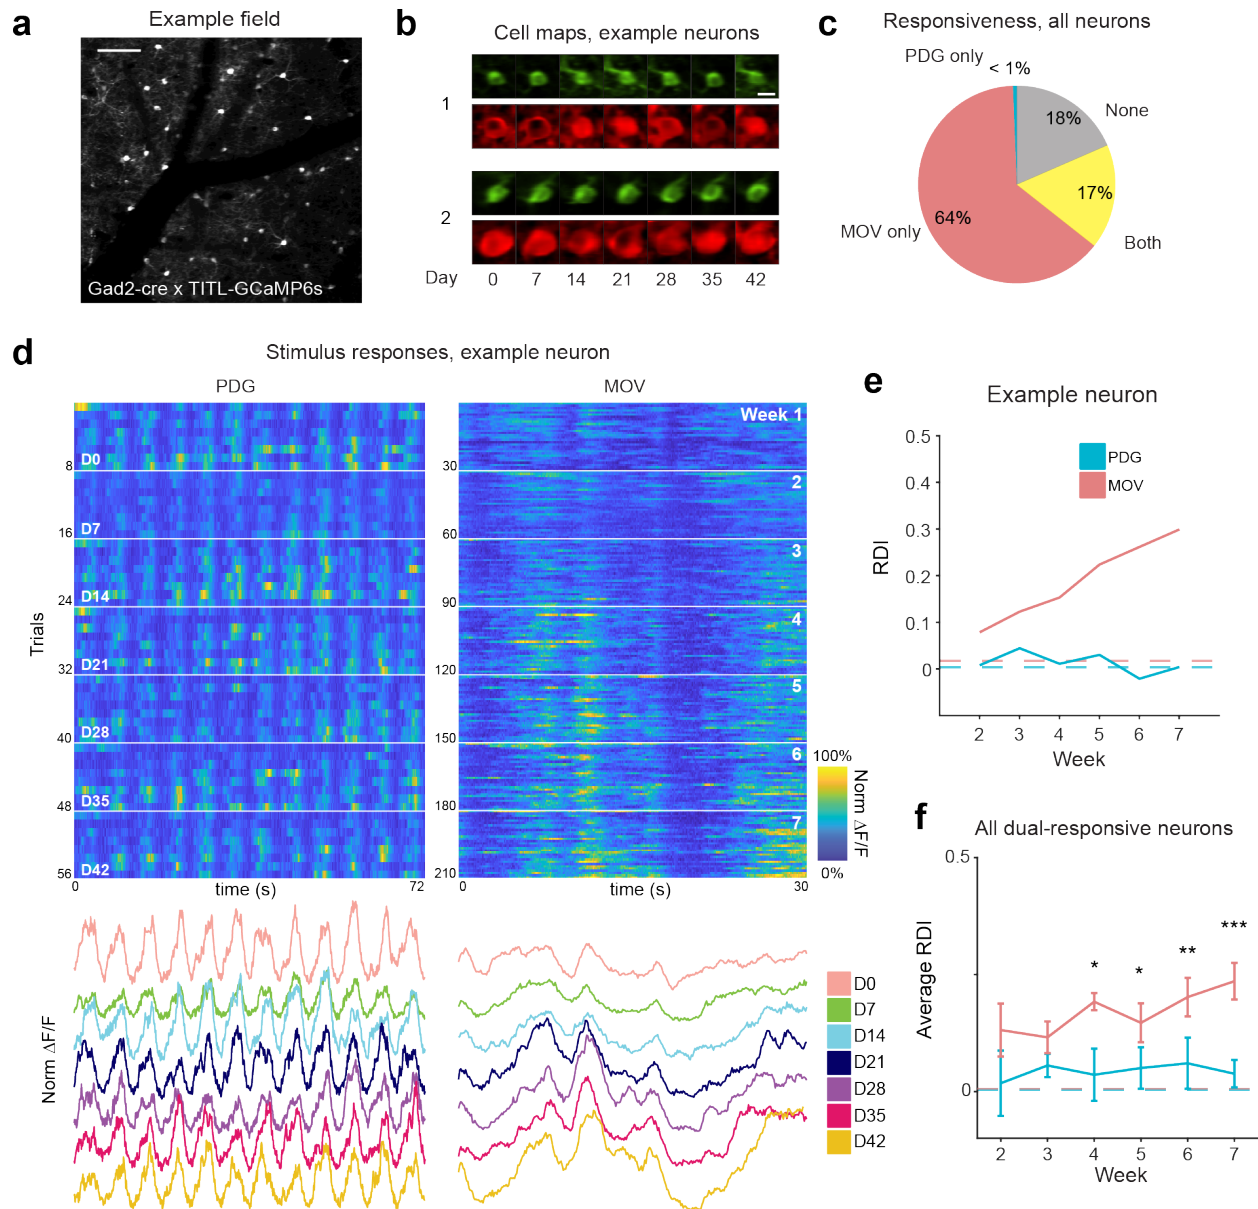 a
Example field
Gad2-cre x TITL-GCaMP6s
b
Cell maps, example neurons
1
2
Day 0 7 14 21 28 35 42
c
Responsiveness, all neurons
PDG only
< 1%
18%
None
17%
Both
64%
MOV only
d
Stimulus responses, example neuron
PDG
MOV
Trials
8
16
24
32
40
48
56
D0
D7
D14
D21
D28
D35
D42
0
time (s)
72
30
60
90
120
150
180
210
Week 1
2
3
4
5
6
7
0
time (s)
30
100%
Norm ΔF/F
0%
Norm ΔF/F
D0
D7
D14
D21
D28
D35
D42
e
Example neuron
PDG
MOV
RDI
0.5
0.4
0.3
0.2
0.1
0
2 3 4 5 6 7
Week
f
All dual-responsive neurons
Average RDI
0.5
0
*
*
**
***
2 3 4 5 6 7
Week